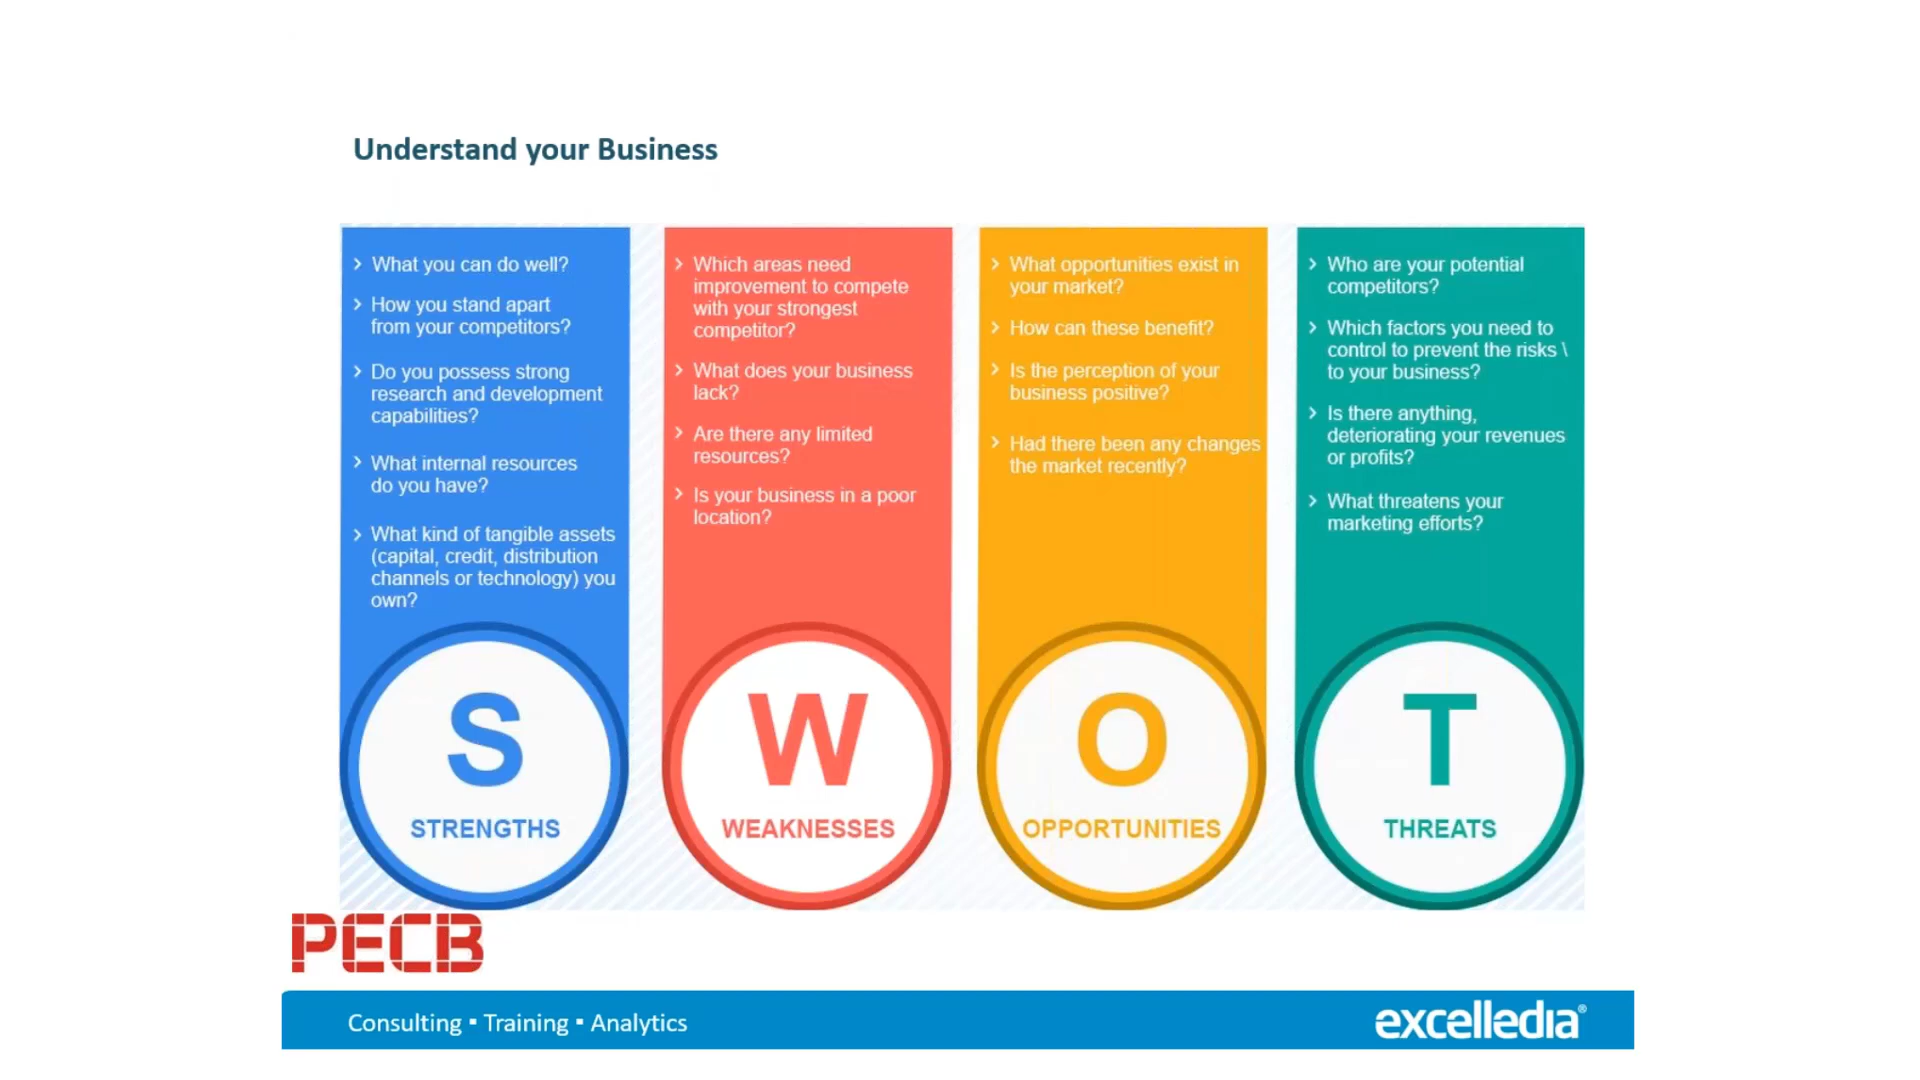 Understand your Business
› What you can do well?
› How you stand apart
from your competitors?
› Do you possess strong
research and development
capabilities?
› What internal resources
do you have?
› What kind of tangible assets
(capital, credit, distribution
channels or technology) you
own?
S
STRENGTHS
› Which areas need
improvement to compete
with your strongest
competitor?
› What does your business
lack?
› Are there any limited
resources?
› Is your business in a poor
location?
W
WEAKNESSES
› What opportunities exist in
your market?
› How can these benefit?
› Is the perception of your
business positive?
› Had there been any changes
the market recently?
O
OPPORTUNITIES
› Who are your potential
competitors?
› Which factors you need to
control to prevent the risks \
to your business?
› Is there anything,
deteriorating your revenues
or profits?
› What threatens your
marketing efforts?
T
THREATS
PECB
Consulting ▪ Training ▪ Analytics
excelledia®